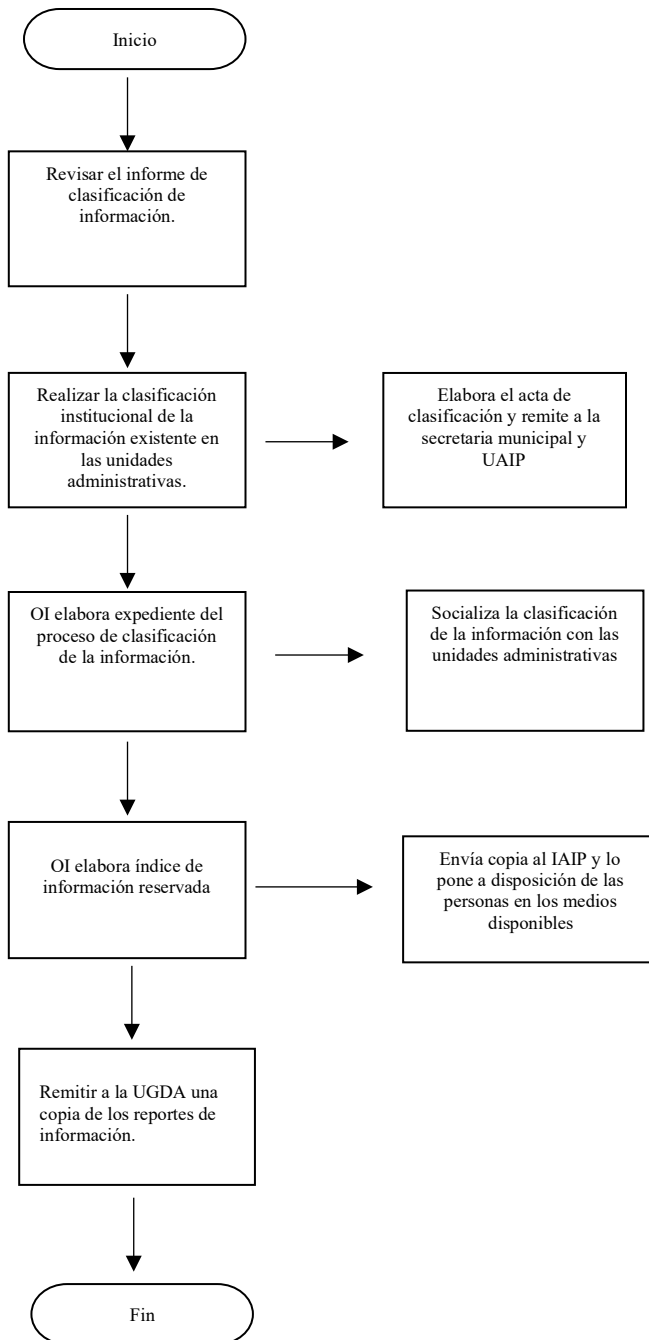 Inicio
Revisar el informe de
clasificación de
información.
Realizar la clasificación
institucional de la
información existente en
las unidades
administrativas.
Elabora el acta de
clasificación y remite a la
secretaria municipal y
UAIP
OI elabora expediente del
proceso de clasificación
de la información.
Socializa la clasificación
de la información con las
unidades administrativas
OI elabora índice de
información reservada
Envía copia al IAIP y lo
pone a disposición de las
personas en los medios
disponibles
Remitir a la UGDA una
copia de los reportes de
información.
Fin